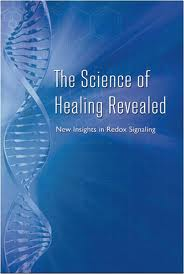 The Science of
Healing Revealed
New Insights in Redox Signaling